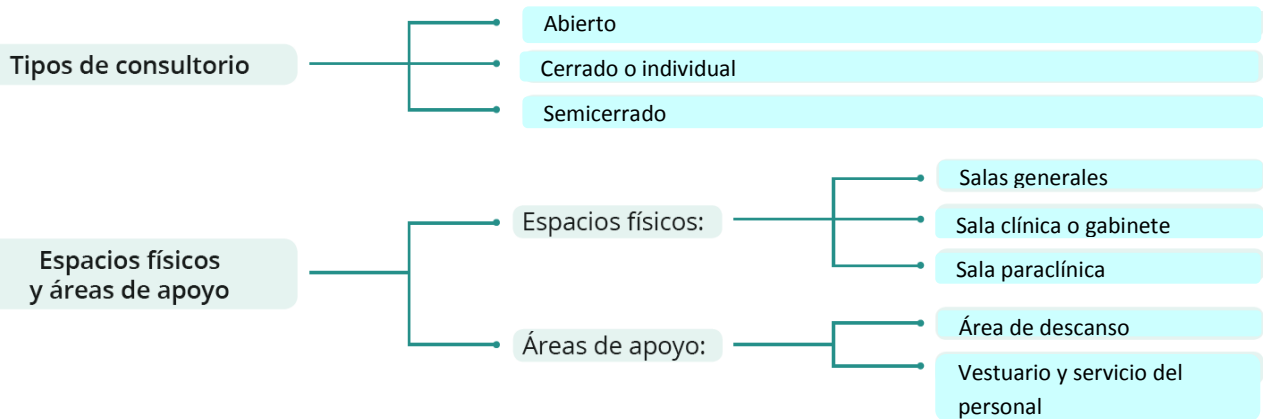 Tipos de consultorio
Abierto
Cerrado o individual
Semicerrado
Espacios físicos
y áreas de apoyo
Espacios físicos:
Salas generales
Sala clínica o gabinete
Sala paraclínica
Áreas de apoyo:
Área de descanso
Vestuario y servicio del
personal